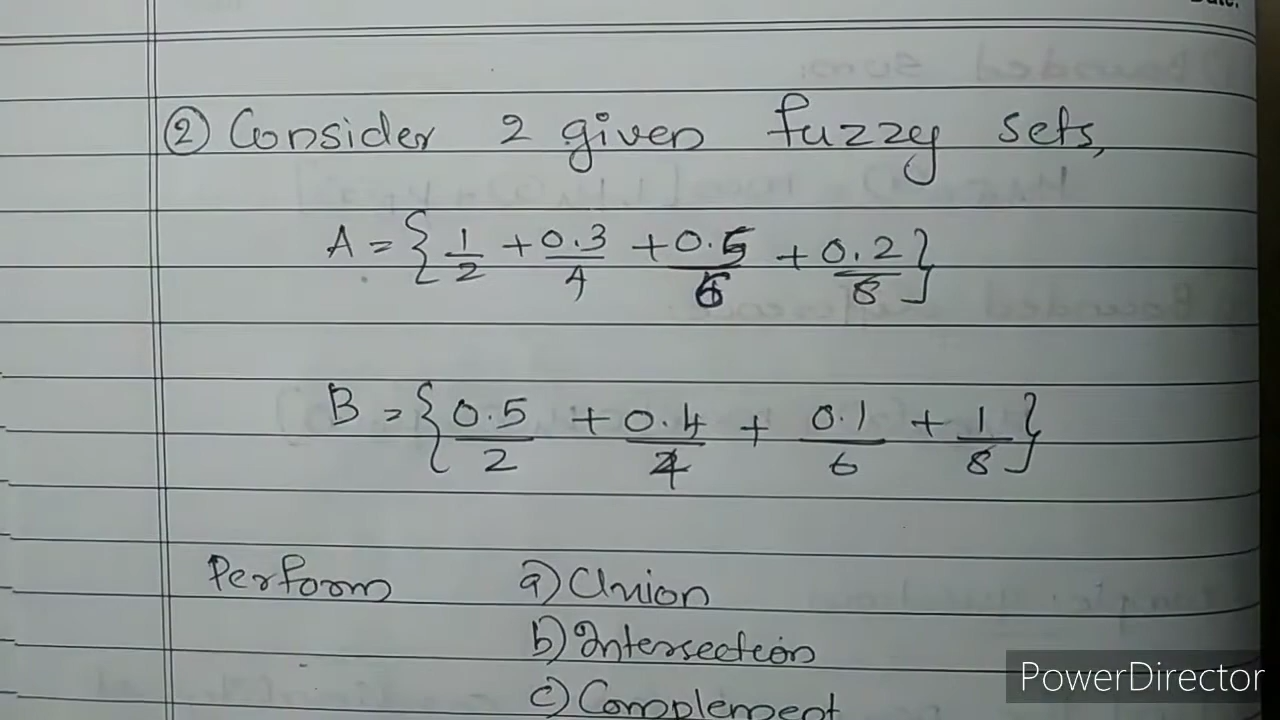 ② Consider 2 given fuzzy sets,
A = { 1/2 + 0.3/4 + 0.5/6 + 0.2/8 }
B = { 0.5/2 + 0.4/4 + 0.1/6 + 1/8 }
Perform a) Union
b) Intersection
c) Complement
PowerDirector